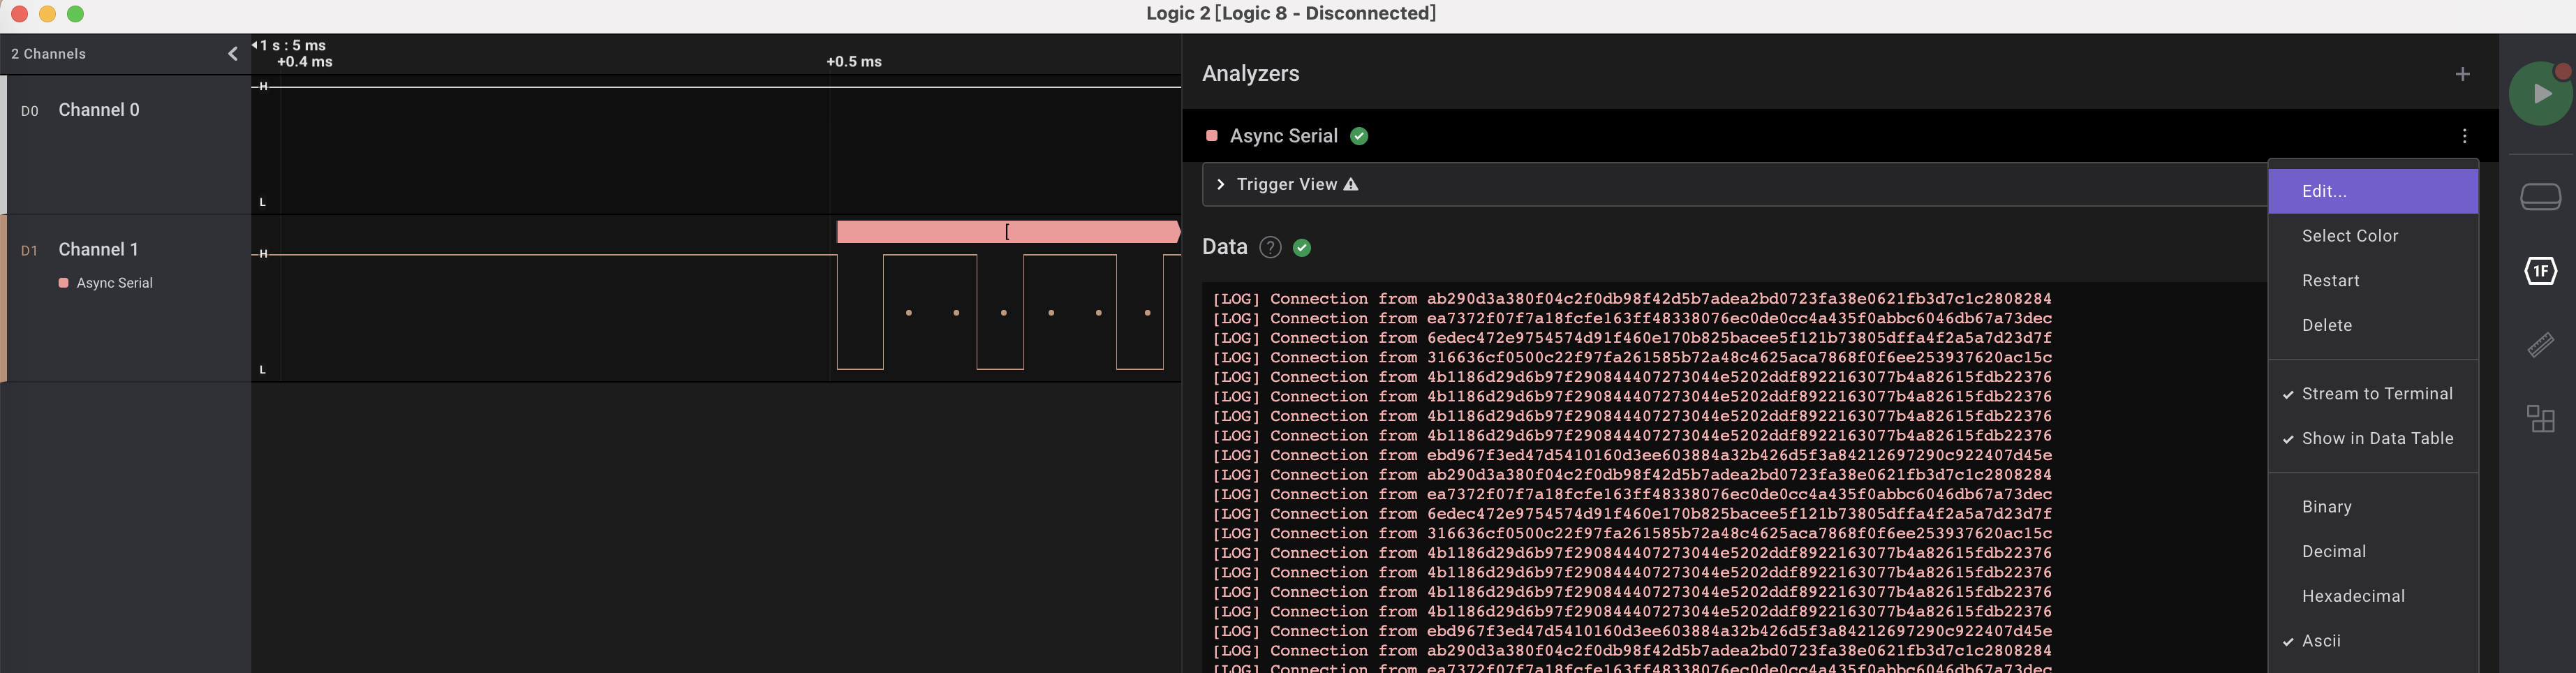 Logic 2 [Logic 8 - Disconnected]
2 Channels
1 s : 5 ms
+0.4 ms
+0.5 ms
D0 Channel 0
H
L
D1 Channel 1
Async Serial
H
L
[
Analyzers
Async Serial
Trigger View
Data
[LOG] Connection from ab290d3a380f04c2f0db98f42d5b7adea2bd0723fa38e0621fb3d7c1c2808284
[LOG] Connection from ea7372f07f7a18fcfe163ff48338076ec0de0cc4a435f0abbc6046db67a73dec
[LOG] Connection from 6edec472e9754574d91f460e170b825bacee5f121b73805dffa4f2a5a7d23d7f
[LOG] Connection from 316636cf0500c22f97fa261585b72a48c4625aca7868f0f6ee253937620ac15c
[LOG] Connection from 4b1186d29d6b97f290844407273044e5202ddf8922163077b4a82615fdb22376
[LOG] Connection from 4b1186d29d6b97f290844407273044e5202ddf8922163077b4a82615fdb22376
[LOG] Connection from 4b1186d29d6b97f290844407273044e5202ddf8922163077b4a82615fdb22376
[LOG] Connection from 4b1186d29d6b97f290844407273044e5202ddf8922163077b4a82615fdb22376
[LOG] Connection from ebd967f3ed47d5410160d3ee603884a32b426d5f3a84212697290c922407d45e
[LOG] Connection from ab290d3a380f04c2f0db98f42d5b7adea2bd0723fa38e0621fb3d7c1c2808284
[LOG] Connection from ea7372f07f7a18fcfe163ff48338076ec0de0cc4a435f0abbc6046db67a73dec
[LOG] Connection from 6edec472e9754574d91f460e170b825bacee5f121b73805dffa4f2a5a7d23d7f
[LOG] Connection from 316636cf0500c22f97fa261585b72a48c4625aca7868f0f6ee253937620ac15c
[LOG] Connection from 4b1186d29d6b97f290844407273044e5202ddf8922163077b4a82615fdb22376
[LOG] Connection from 4b1186d29d6b97f290844407273044e5202ddf8922163077b4a82615fdb22376
[LOG] Connection from 4b1186d29d6b97f290844407273044e5202ddf8922163077b4a82615fdb22376
[LOG] Connection from 4b1186d29d6b97f290844407273044e5202ddf8922163077b4a82615fdb22376
[LOG] Connection from ebd967f3ed47d5410160d3ee603884a32b426d5f3a84212697290c922407d45e
[LOG] Connection from ab290d3a380f04c2f0db98f42d5b7adea2bd0723fa38e0621fb3d7c1c2808284
[LOG] Connection from ea7372f07f7a18fcfe163ff48338076ec0de0cc4a435f0abbc6046db67a73dec
Edit...
Select Color
Restart
Delete
Stream to Terminal
Show in Data Table
Binary
Decimal
Hexadecimal
Ascii
1F